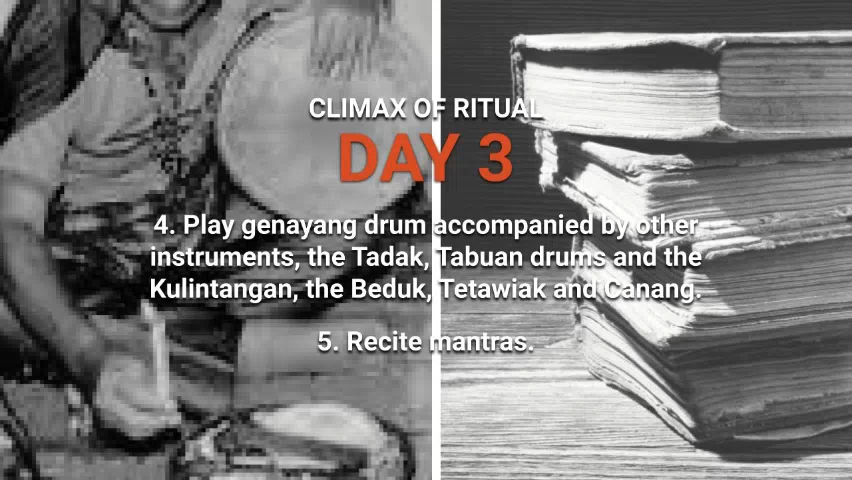 CLIMAX OF RITUAL
DAY 3
4. Play genayang drum accompanied by other
instruments, the Tadak, Tabuan drums and the
Kulintangan, the Beduk, Tetawiak and Canang.
5. Recite mantras.